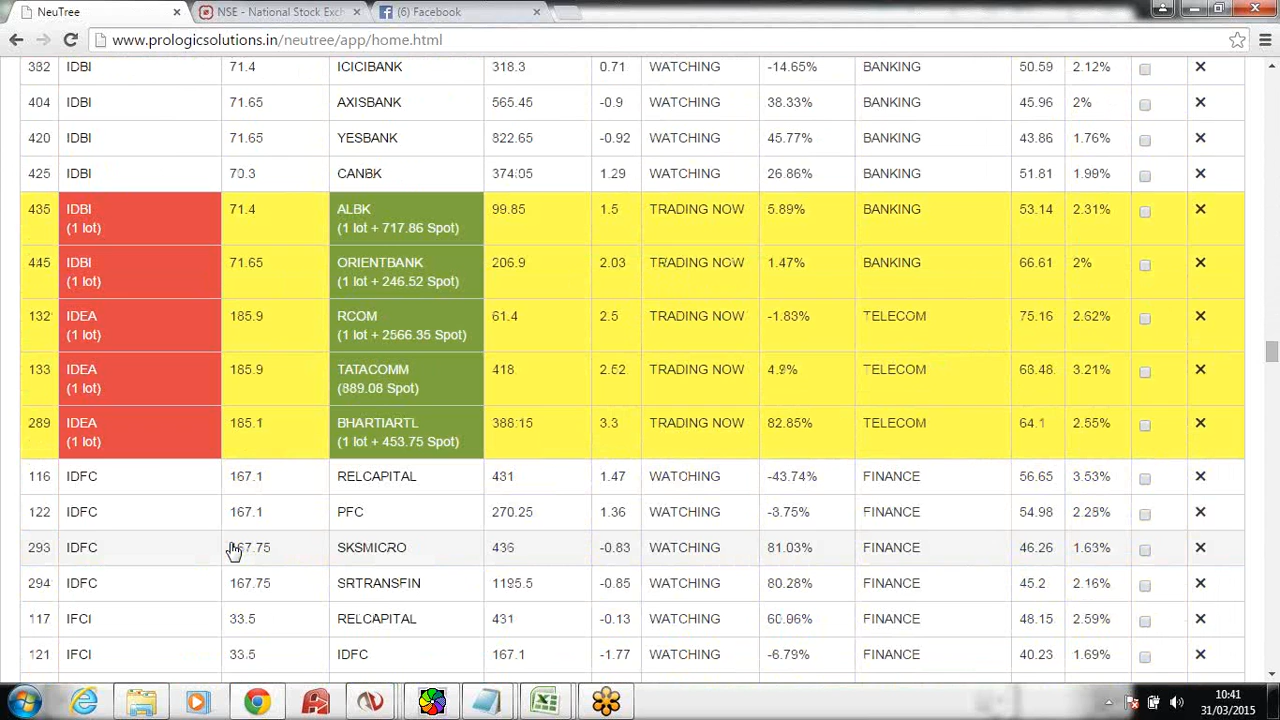 NeuTree
NSE - National Stock Exch
(6) Facebook
www.prologicsolutions.in/neutree/app/home.html
382 IDBI 71.4 ICICIBANK 318.3 0.71 WATCHING -14.65% BANKING 50.59 2.12% ✕
404 IDBI 71.65 AXISBANK 565.45 -0.9 WATCHING 38.33% BANKING 45.96 2% ✕
420 IDBI 71.65 YESBANK 822.65 -0.92 WATCHING 45.77% BANKING 43.86 1.76% ✕
425 IDBI 70.3 CANBK 374.05 1.29 WATCHING 26.86% BANKING 51.81 1.99% ✕
435 IDBI 71.4 ALBK 99.85 1.5 TRADING NOW 5.89% BANKING 53.14 2.31% ✕
(1 lot) (1 lot + 717.86 Spot)
445 IDBI 71.65 ORIENTBANK 206.9 2.03 TRADING NOW 1.47% BANKING 66.61 2% ✕
(1 lot) (1 lot + 246.52 Spot)
132 IDEA 185.9 RCOM 61.4 2.5 TRADING NOW -1.83% TELECOM 75.16 2.62% ✕
(1 lot) (1 lot + 2566.35 Spot)
133 IDEA 185.9 TATACOMM 418 2.52 TRADING NOW 4.9% TELECOM 68.48 3.21% ✕
(1 lot) (889.08 Spot)
289 IDEA 185.1 BHARTIARTL 388.15 3.3 TRADING NOW 82.85% TELECOM 64.1 2.55% ✕
(1 lot) (1 lot + 453.75 Spot)
116 IDFC 167.1 RELCAPITAL 431 1.47 WATCHING -43.74% FINANCE 56.65 3.53% ✕
122 IDFC 167.1 PFC 270.25 1.36 WATCHING -3.75% FINANCE 54.98 2.25% ✕
293 IDFC 167.75 SKSMICRO 436 -0.83 WATCHING 81.03% FINANCE 46.26 1.63% ✕
294 IDFC 167.75 SRTRANSFIN 1195.5 -0.85 WATCHING 80.28% FINANCE 45.2 2.16% ✕
117 IFCI 33.5 RELCAPITAL 431 -0.13 WATCHING 60.96% FINANCE 48.15 2.59% ✕
121 IFCI 33.5 IDFC 167.1 -1.77 WATCHING -6.79% FINANCE 40.23 1.69% ✕
10:41
31/03/2015